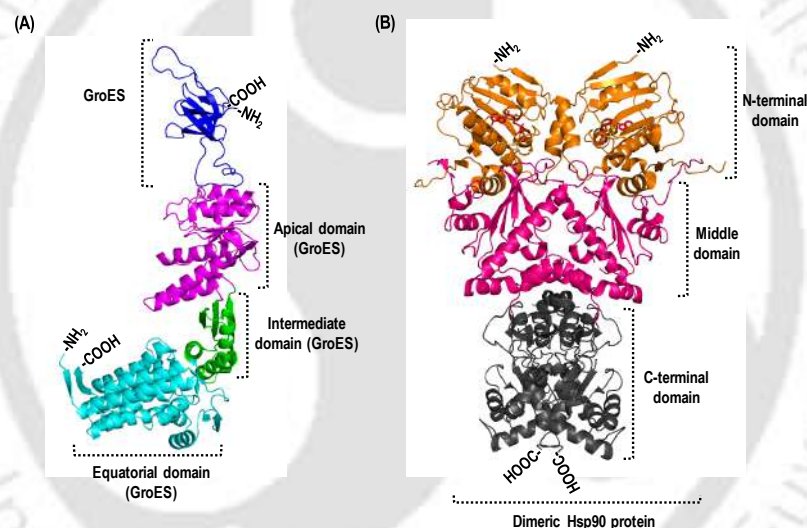 (A)
GroES
-COOH
-NH2
Apical domain
(GroES)
Intermediate
domain (GroES)
-NH2
-COOH
Equatorial domain
(GroES)
(B)
-NH2
-NH2
N-terminal
domain
Middle
domain
C-terminal
domain
HOOC-
-COOH
Dimeric Hsp90 protein